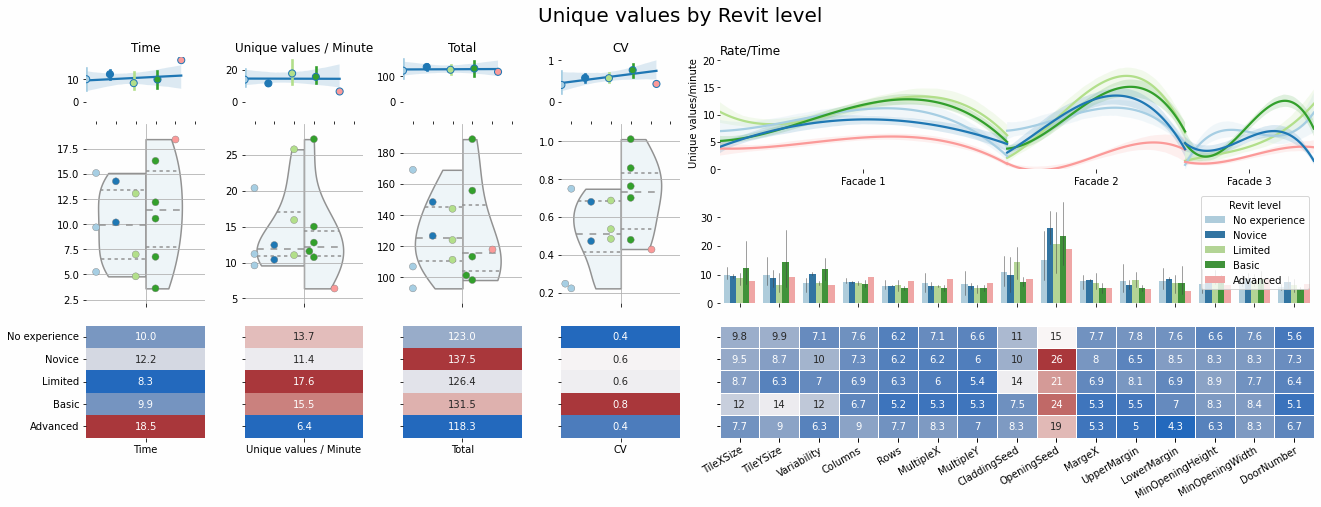 Unique values by Revit level
Time
Unique values / Minute
Total
CV
Rate/Time
10
0
20
0
100
0
1
0
20
15
10
5
0
Unique values/minute
Facade 1
Facade 2
Facade 3
17.5
15.0
12.5
10.0
7.5
5.0
2.5
25
20
15
10
5
180
160
140
120
100
1.0
0.8
0.6
0.4
0.2
30
20
10
0
Revit level
No experience
Novice
Limited
Basic
Advanced
No experience 10.0 13.7 123.0 0.4 9.8 9.9 7.1 7.6 6.2 7.1 6.6 11 15 7.7 7.8 7.6 6.6 7.6 5.6
Novice 12.2 11.4 137.5 0.6 9.5 8.7 10 7.3 6.2 6.2 6 10 26 8 6.5 8.5 8.3 8.3 7.3
Limited 8.3 17.6 126.4 0.6 8.7 6.3 7 6.9 6.3 6 5.4 14 21 6.9 8.1 6.9 8.9 7.7 6.4
Basic 9.9 15.5 131.5 0.8 12 14 12 6.7 5.2 5.3 5.3 7.5 24 5.3 5.5 7 8.3 8.4 5.1
Advanced 18.5 6.4 118.3 0.4 7.7 9 6.3 9 7.7 8.3 7 8.3 19 5.3 5 4.3 6.3 8.3 6.7
Time
Unique values / Minute
Total
CV
TileXSize
TileYSize
Variability
Columns
Rows
MultipleX
MultipleY
CladdingSeed
OpeningSeed
MargeX
UpperMargin
LowerMargin
MinOpeningHeight
MinOpeningWidth
DoorNumber